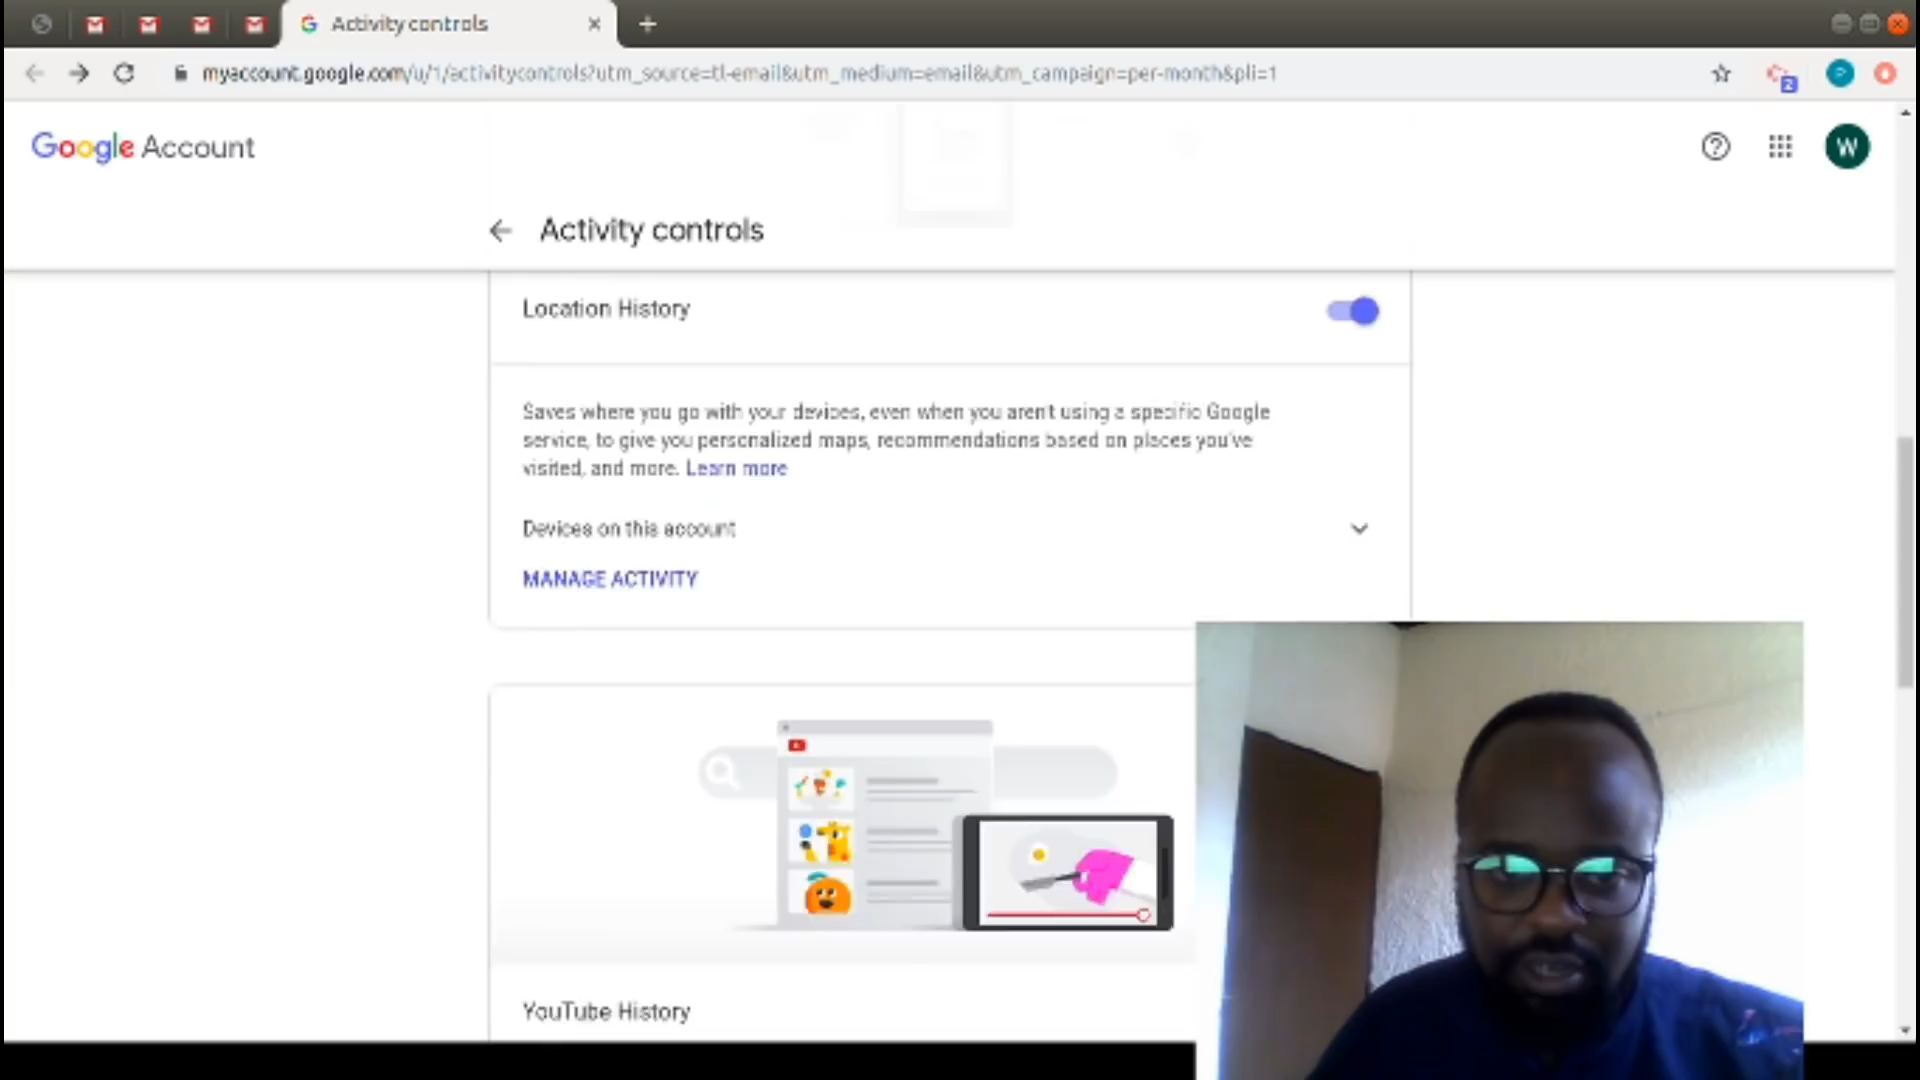 Activity controls
myaccount.google.com/u/1/activitycontrols?utm_source=tl-email&utm_medium=email&utm_campaign=per-month&pli=1
2
P
Google Account
W
Activity controls
Location History
Saves where you go with your devices, even when you aren't using a specific Google
service, to give you personalized maps, recommendations based on places you've
visited, and more. Learn more
Devices on this account
MANAGE ACTIVITY
YouTube History